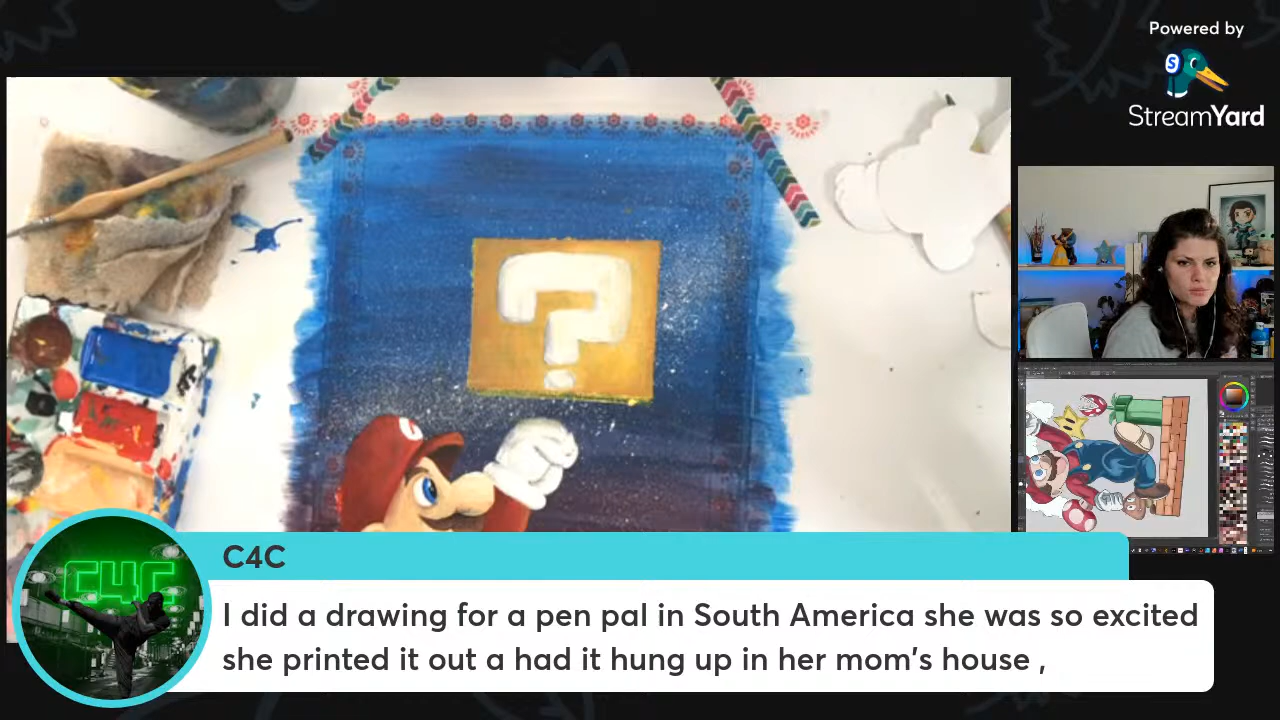 Powered by
S
StreamYard
?
M
C4C
C4C
I did a drawing for a pen pal in South America she was so excited
she printed it out a had it hung up in her mom's house ,